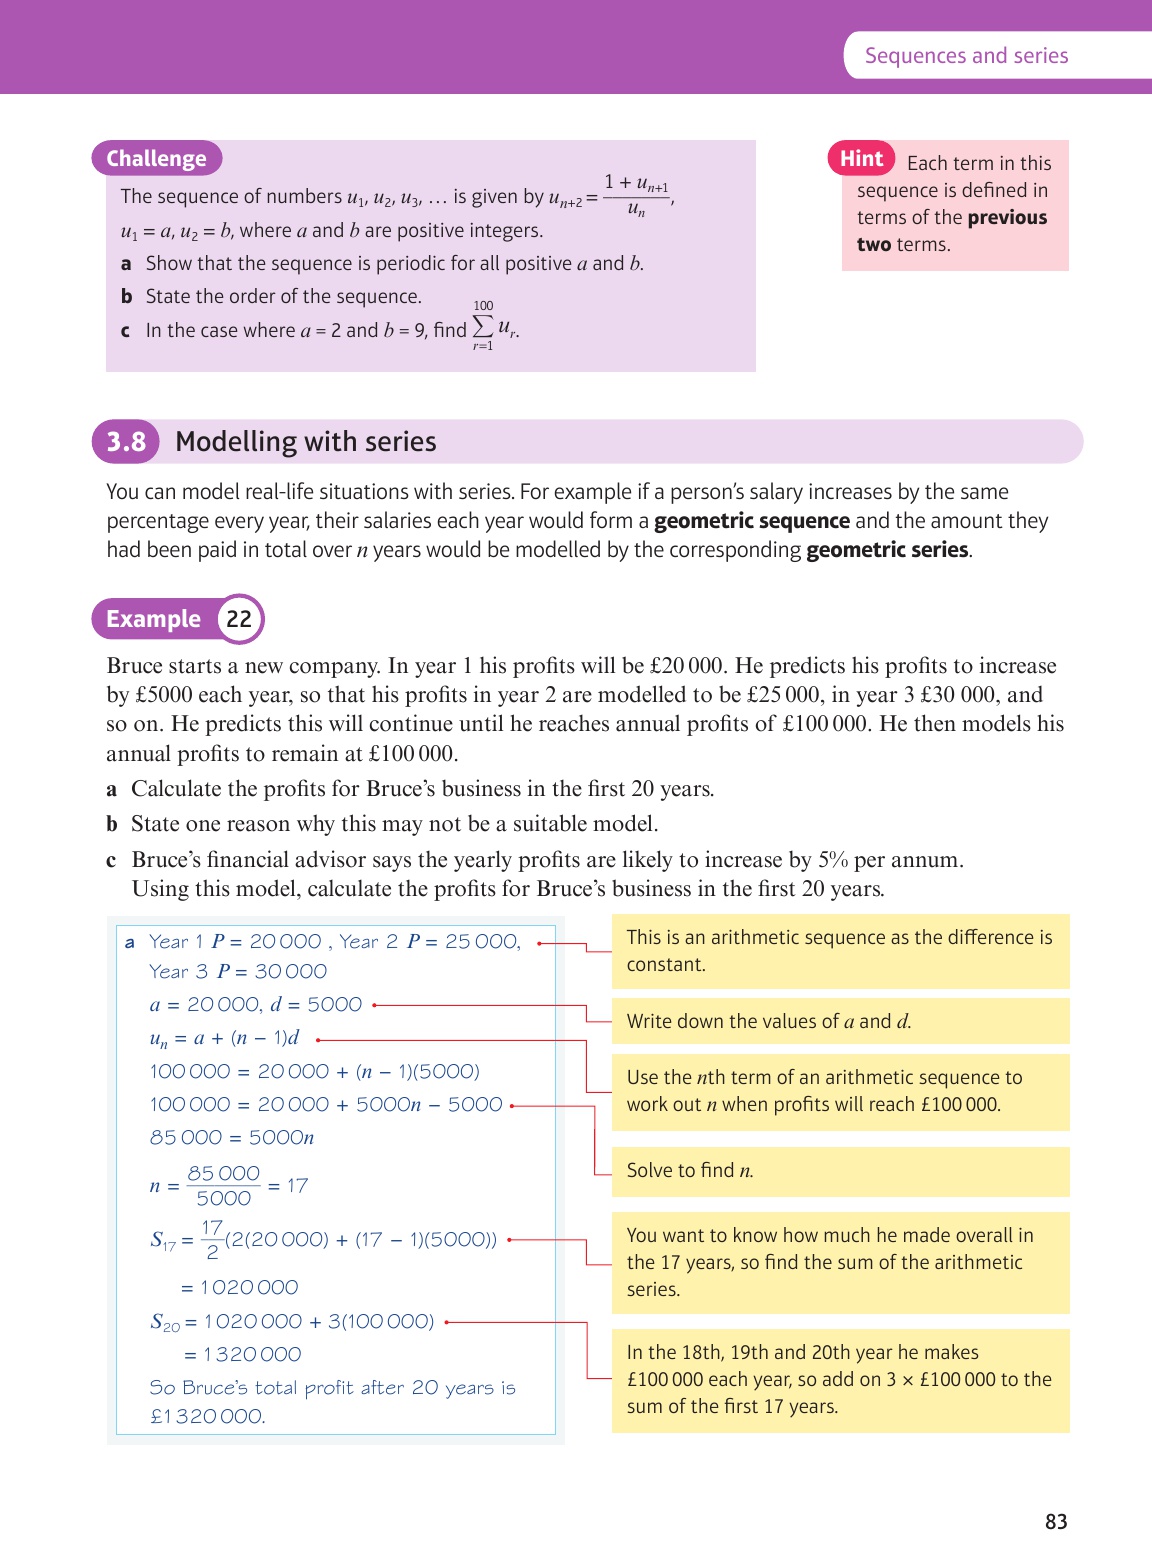 Sequences and series
Challenge
The sequence of numbers u₁, u₂, u₃, … is given by uₙ₊₂ = (1 + uₙ₊₁)/uₙ,
u₁ = a, u₂ = b, where a and b are positive integers.
a Show that the sequence is periodic for all positive a and b.
b State the order of the sequence.
c In the case where a = 2 and b = 9, find ∑_{r=1}^{100} uᵣ.
Hint Each term in this
sequence is defined in
terms of the previous
two terms.
3.8 Modelling with series
You can model real-life situations with series. For example if a person’s salary increases by the same
percentage every year, their salaries each year would form a geometric sequence and the amount they
had been paid in total over n years would be modelled by the corresponding geometric series.
Example 22
Bruce starts a new company. In year 1 his profits will be £20 000. He predicts his profits to increase
by £5000 each year, so that his profits in year 2 are modelled to be £25 000, in year 3 £30 000, and
so on. He predicts this will continue until he reaches annual profits of £100 000. He then models his
annual profits to remain at £100 000.
a Calculate the profits for Bruce’s business in the first 20 years.
b State one reason why this may not be a suitable model.
c Bruce’s financial advisor says the yearly profits are likely to increase by 5% per annum.
Using this model, calculate the profits for Bruce’s business in the first 20 years.
a Year 1 P = 20 000 , Year 2 P = 25 000,
Year 3 P = 30 000
a = 20 000, d = 5000
uₙ = a + (n − 1)d
100 000 = 20 000 + (n − 1)(5000)
100 000 = 20 000 + 5000n − 5000
85 000 = 5000n
n = 85 000/5000 = 17
S₁₇ = 17/2(2(20 000) + (17 − 1)(5000))
= 1 020 000
S₂₀ = 1 020 000 + 3(100 000)
= 1 320 000
So Bruce’s total profit after 20 years is
£1 320 000.
This is an arithmetic sequence as the difference is
constant.
Write down the values of a and d.
Use the nth term of an arithmetic sequence to
work out n when profits will reach £100 000.
Solve to find n.
You want to know how much he made overall in
the 17 years, so find the sum of the arithmetic
series.
In the 18th, 19th and 20th year he makes
£100 000 each year, so add on 3 × £100 000 to the
sum of the first 17 years.
83